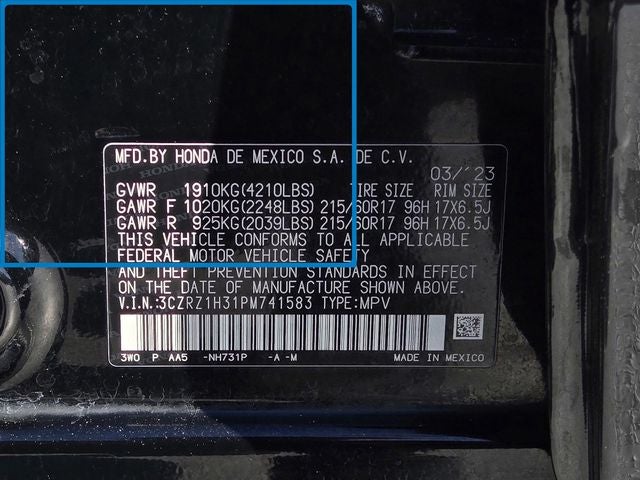 MFD.BY HONDA DE MEXICO S.A. DE C.V.
03/'23
GVWR 1910KG(4210LBS) TIRE SIZE RIM SIZE
GAWR F 1020KG(2248LBS) 215/60R17 96H 17X6.5J
GAWR R 925KG(2039LBS) 215/60R17 96H 17X6.5J
THIS VEHICLE CONFORMS TO ALL APPLICABLE
FEDERAL MOTOR VEHICLE SAFETY
AND THEFT PREVENTION STANDARDS IN EFFECT
ON THE DATE OF MANUFACTURE SHOWN ABOVE.
V.I.N.:3CZRZ1H31PM741583 TYPE:MPV
3W0 P AA5 -NH731P -A -M MADE IN MEXICO